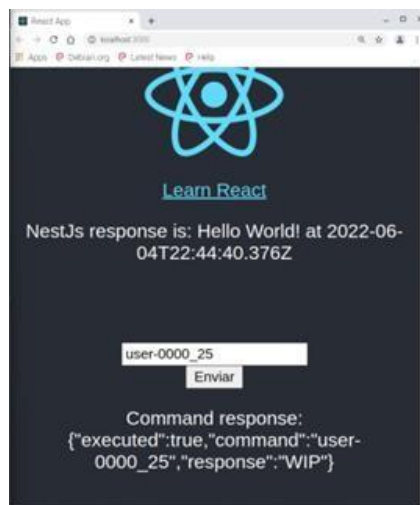 React App
localhost:3000
Apps Debian.org Latest News Help
Learn React
NestJs response is: Hello World! at 2022-06-
04T22:44:40.376Z
user-0000_25
Enviar
Command response:
{"executed":true,"command":"user-
0000_25","response":"WIP"}